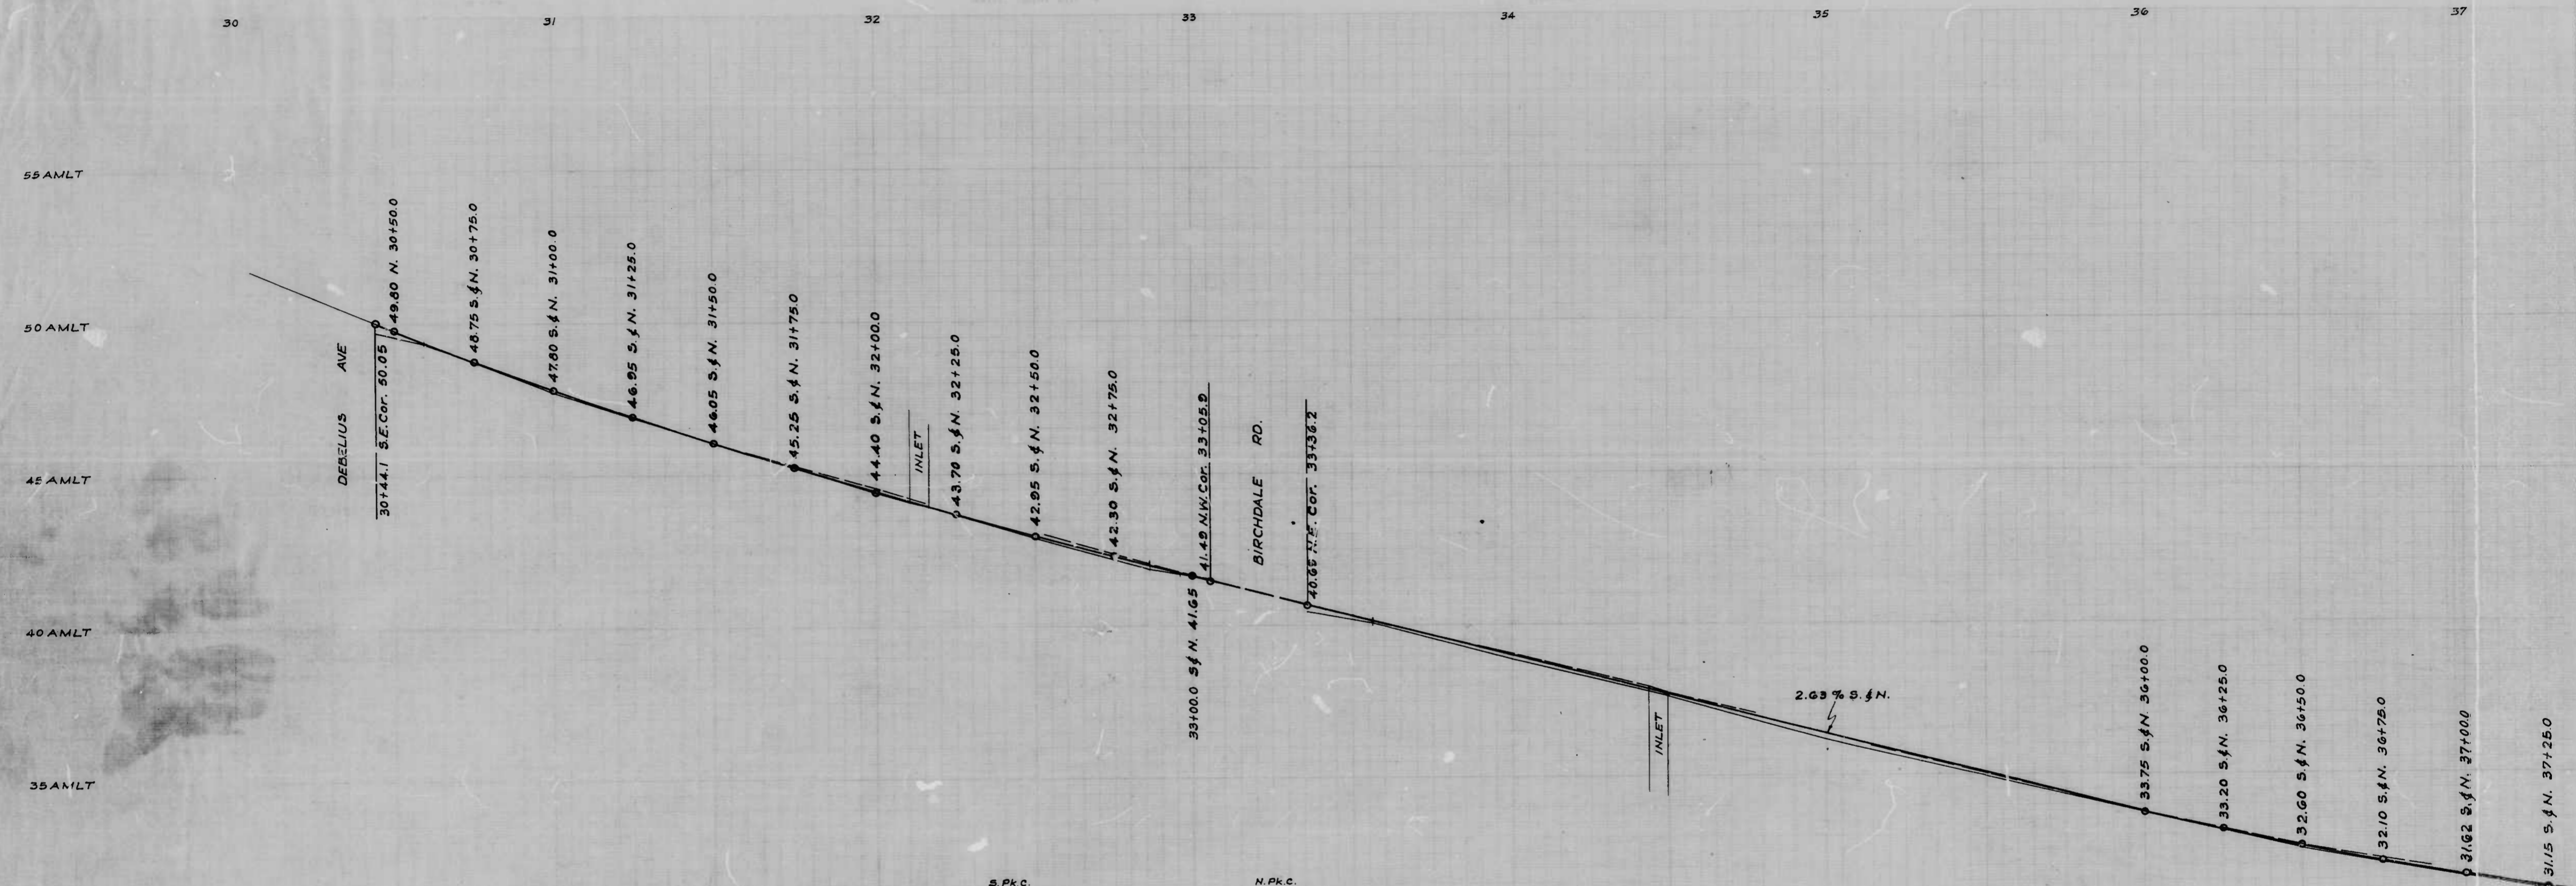 30 31 32 33 34 35 36 37
55 AMLT
50 AMLT
45 AMLT
40 AMLT
35 AMLT
DEBELIUS AVE
30+44.1 S.E.Cor. 50.05
49.80 N. 30+50.0
48.75 S.¢N. 30+75.0
47.80 S.¢N. 31+00.0
46.95 S.¢N. 31+25.0
46.05 S.¢N. 31+50.0
45.25 S.¢N. 31+75.0
44.40 S.¢N. 32+00.0
INLET
43.70 S.¢N. 32+25.0
42.95 S.¢N. 32+50.0
42.30 S.¢N. 32+75.0
33+00.0 S¢N. 41.65
41.49 N.W.Cor. 33+05.9
BIRCHDALE RD.
40.65 N.E. Cor. 33+36.2
INLET
2.63 % S.¢N.
33.75 S.¢N. 36+00.0
33.20 S.¢N. 36+25.0
32.60 S.¢N. 36+50.0
32.10 S.¢N. 36+75.0
31.62 S.¢N. 37+00.0
31.15 S.¢N. 37+25.0
S.Pk.C. N.Pk.C.